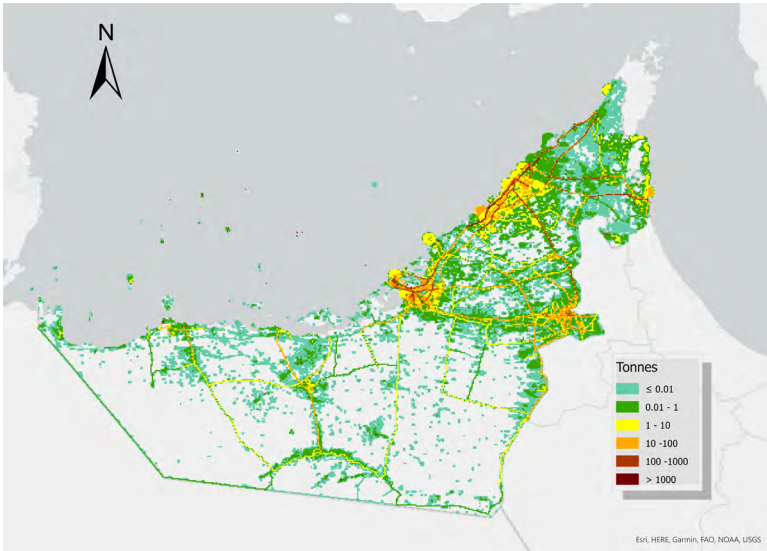 N
Tonnes
≤ 0.01
0.01 - 1
1 - 10
10 -100
100 -1000
> 1000
Esri, HERE, Garmin, FAO, NOAA, USGS